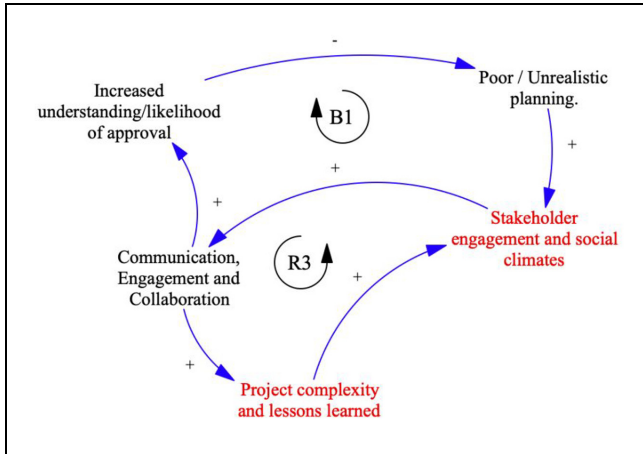 -
Increased
understanding/likelihood
of approval
Poor / Unrealistic
planning.
B1
+
+
+
Stakeholder
engagement and social
climates
Communication,
Engagement and
Collaboration
R3
+
+
Project complexity
and lessons learned